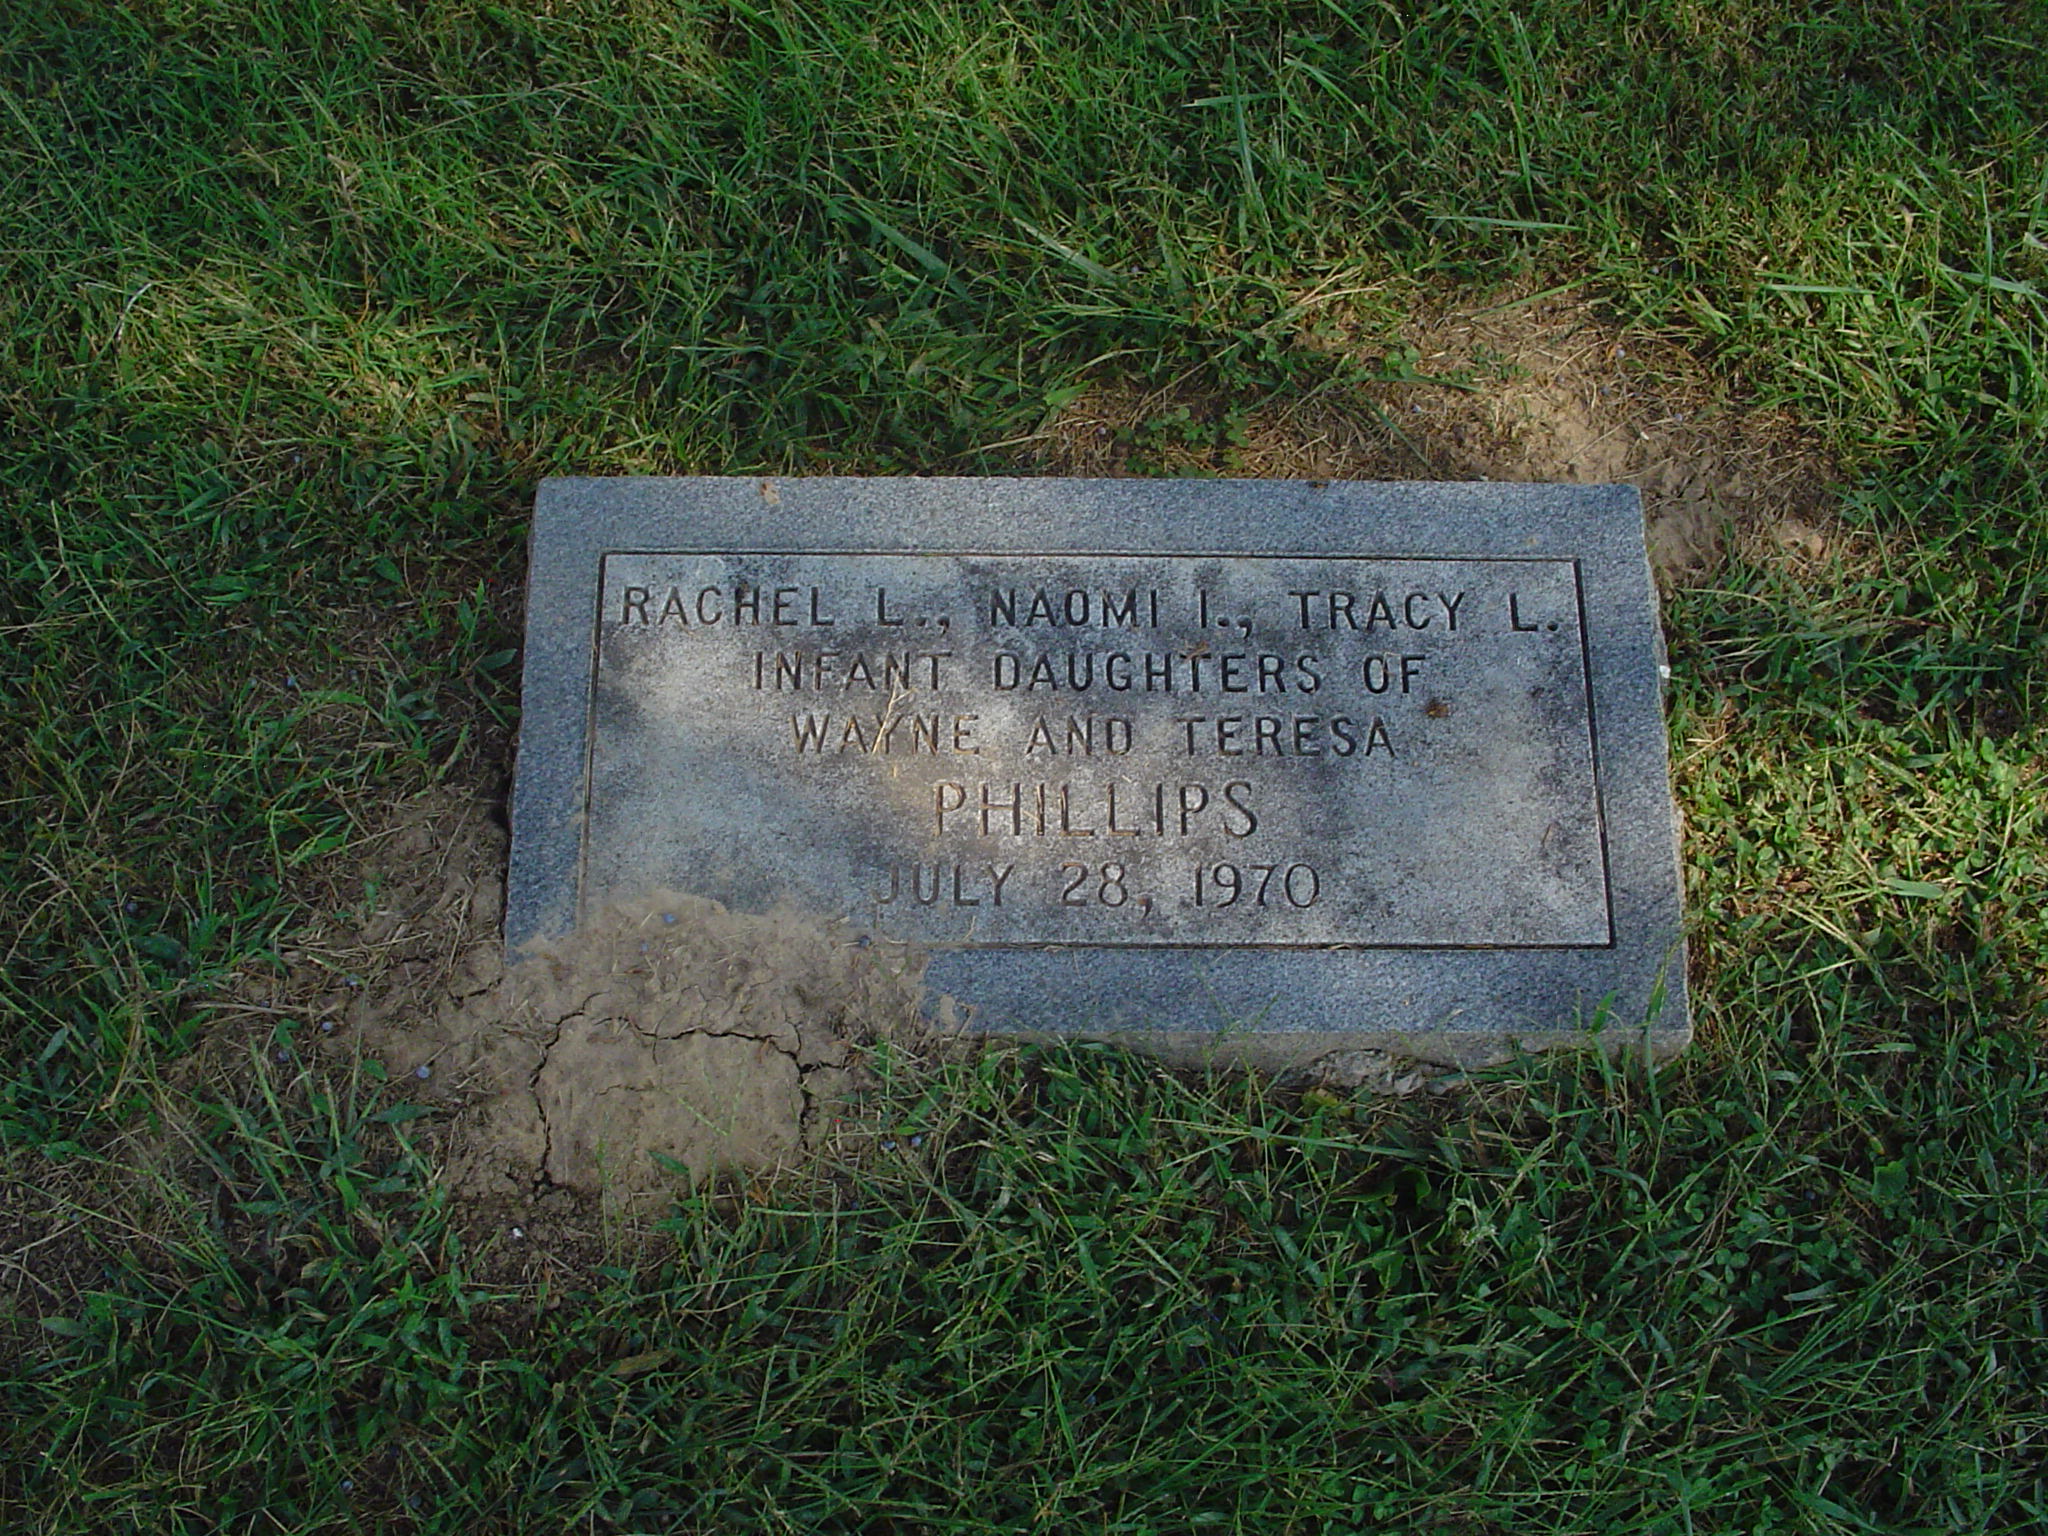 RACHEL L., NAOMI I., TRACY L.
INFANT DAUGHTERS OF
WAYNE AND TERESA
PHILLIPS
JULY 28, 1970